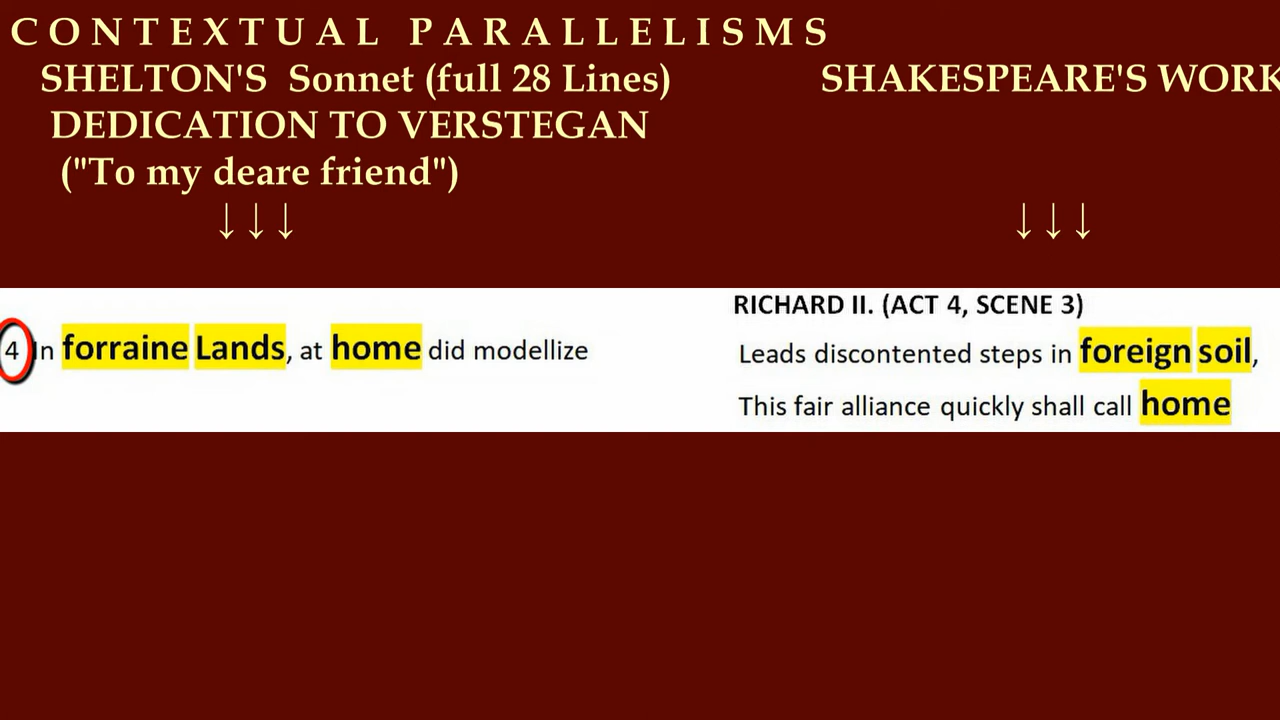 CONTEXTUAL PARALLELISMS
SHELTON'S Sonnet (full 28 Lines)
SHAKESPEARE'S WORK
DEDICATION TO VERSTEGAN
("To my deare friend")
↓↓↓
↓↓↓
4 In forraine Lands, at home did modellize
RICHARD II. (ACT 4, SCENE 3)
Leads discontented steps in foreign soil,
This fair alliance quickly shall call home